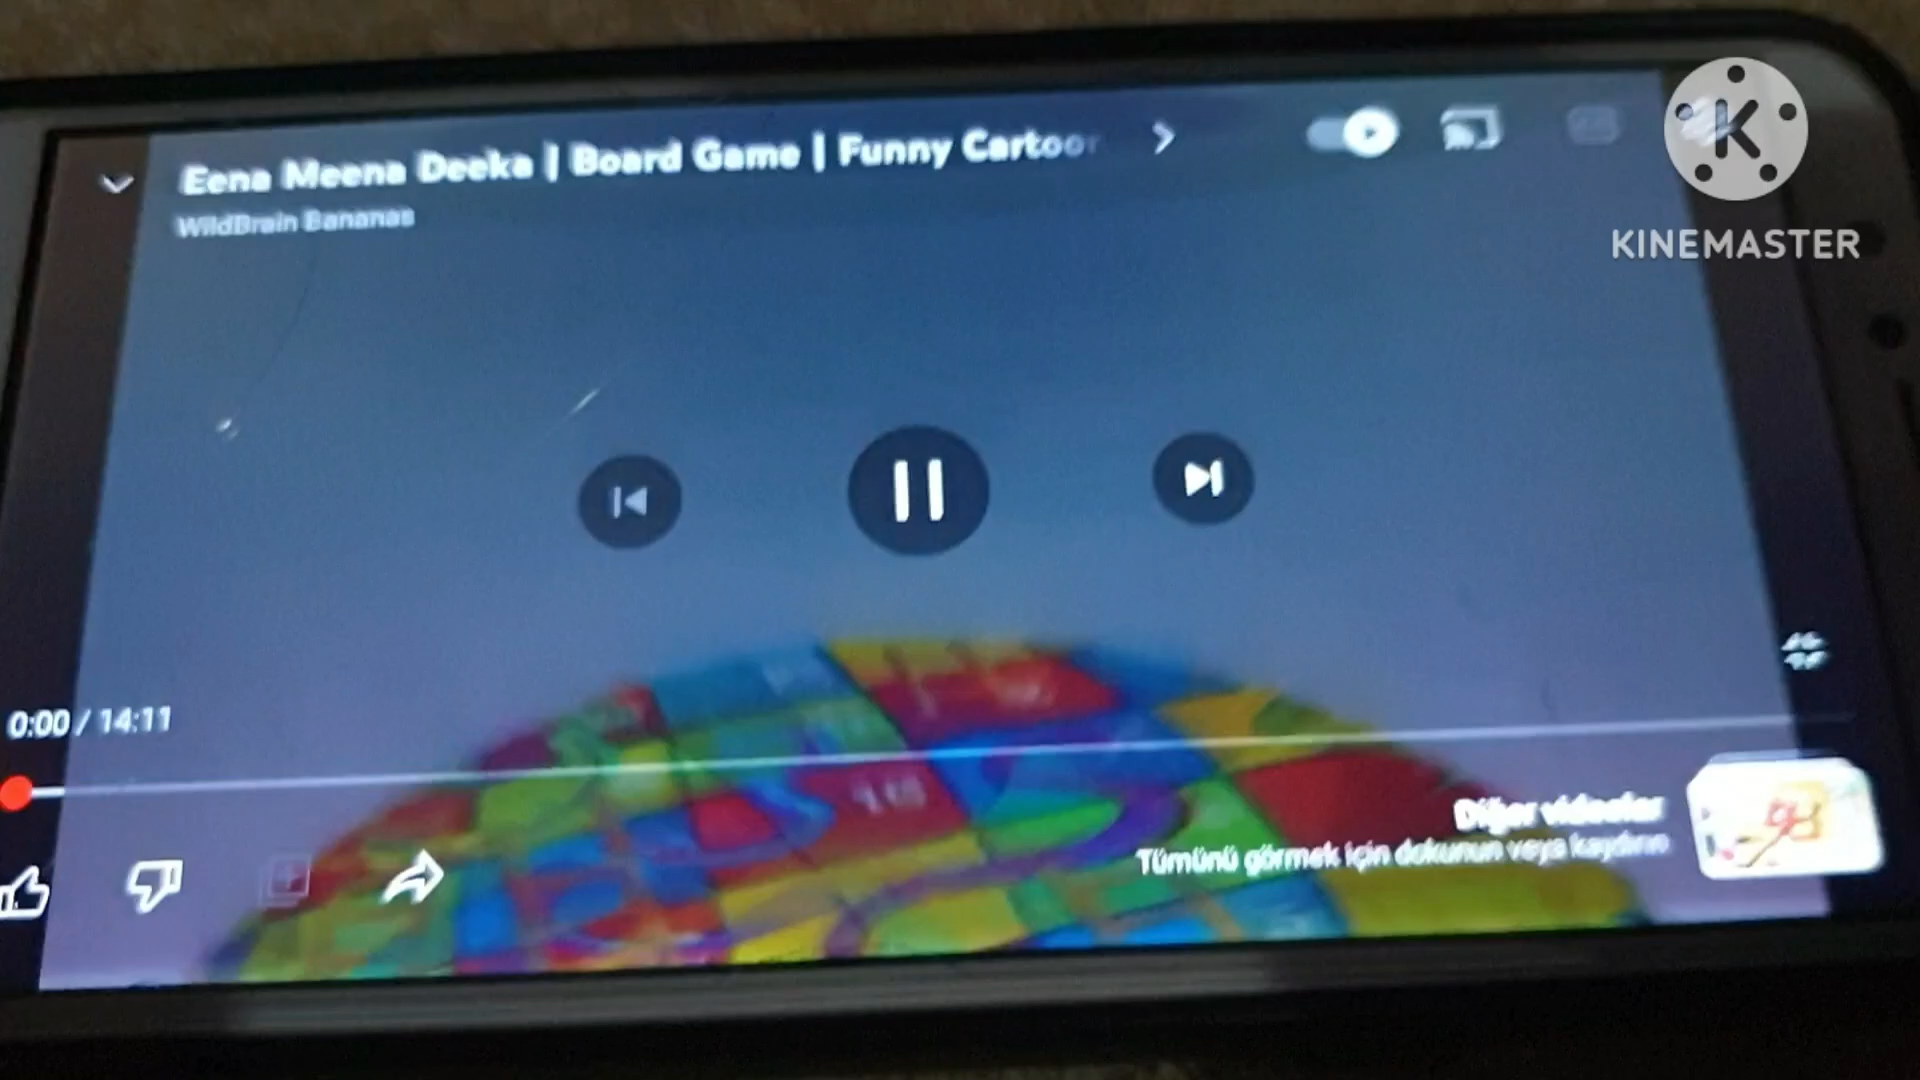 Eena Meena Deeka | Board Game | Funny Cartoon
WildBrain Bananas
K
KINEMASTER
0:00 / 14:11
Diğer videolar
Tümünü görmek için dokunun veya kaydırın